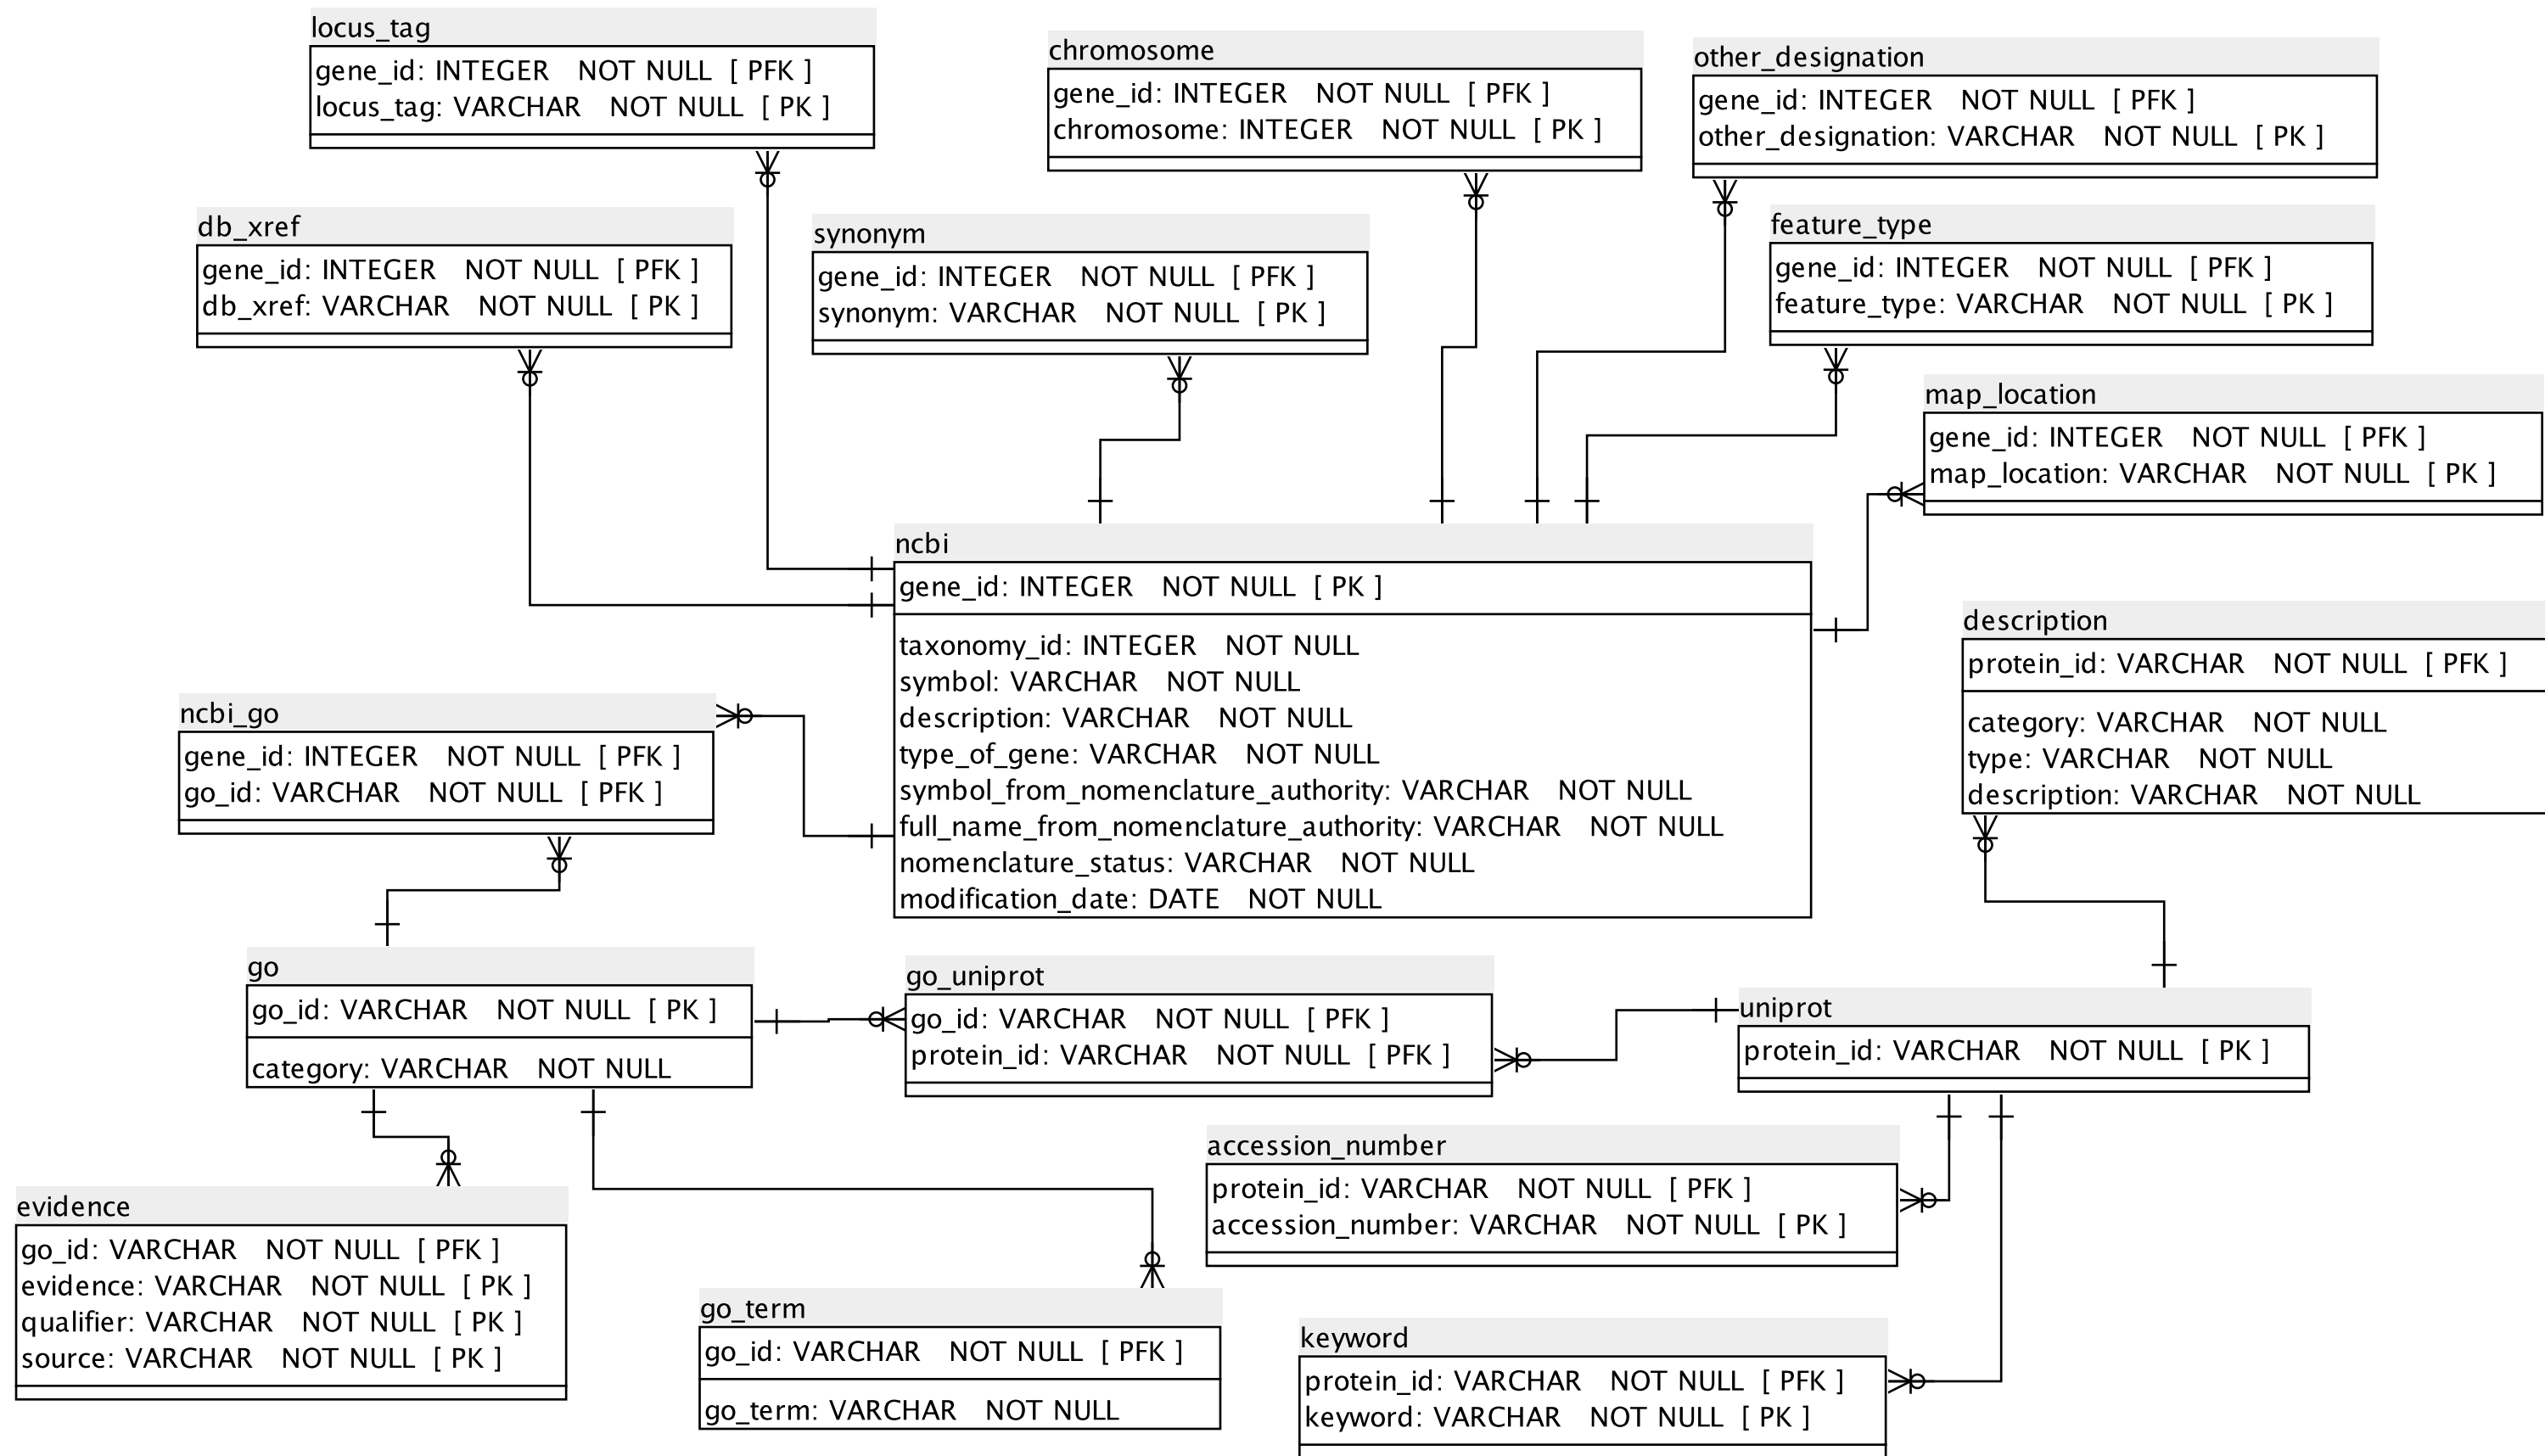 locus_tag
gene_id: INTEGER NOT NULL [ PFK ]
locus_tag: VARCHAR NOT NULL [ PK ]
chromosome
gene_id: INTEGER NOT NULL [ PFK ]
chromosome: INTEGER NOT NULL [ PK ]
other_designation
gene_id: INTEGER NOT NULL [ PFK ]
other_designation: VARCHAR NOT NULL [ PK ]
db_xref
gene_id: INTEGER NOT NULL [ PFK ]
db_xref: VARCHAR NOT NULL [ PK ]
synonym
gene_id: INTEGER NOT NULL [ PFK ]
synonym: VARCHAR NOT NULL [ PK ]
feature_type
gene_id: INTEGER NOT NULL [ PFK ]
feature_type: VARCHAR NOT NULL [ PK ]
map_location
gene_id: INTEGER NOT NULL [ PFK ]
map_location: VARCHAR NOT NULL [ PK ]
ncbi
gene_id: INTEGER NOT NULL [ PK ]
taxonomy_id: INTEGER NOT NULL
symbol: VARCHAR NOT NULL
description: VARCHAR NOT NULL
type_of_gene: VARCHAR NOT NULL
symbol_from_nomenclature_authority: VARCHAR NOT NULL
full_name_from_nomenclature_authority: VARCHAR NOT NULL
nomenclature_status: VARCHAR NOT NULL
modification_date: DATE NOT NULL
description
protein_id: VARCHAR NOT NULL [ PFK ]
category: VARCHAR NOT NULL
type: VARCHAR NOT NULL
description: VARCHAR NOT NULL
ncbi_go
gene_id: INTEGER NOT NULL [ PFK ]
go_id: VARCHAR NOT NULL [ PFK ]
go
go_id: VARCHAR NOT NULL [ PK ]
category: VARCHAR NOT NULL
go_uniprot
go_id: VARCHAR NOT NULL [ PFK ]
protein_id: VARCHAR NOT NULL [ PFK ]
uniprot
protein_id: VARCHAR NOT NULL [ PK ]
accession_number
protein_id: VARCHAR NOT NULL [ PFK ]
accession_number: VARCHAR NOT NULL [ PK ]
evidence
go_id: VARCHAR NOT NULL [ PFK ]
evidence: VARCHAR NOT NULL [ PK ]
qualifier: VARCHAR NOT NULL [ PK ]
source: VARCHAR NOT NULL [ PK ]
go_term
go_id: VARCHAR NOT NULL [ PFK ]
go_term: VARCHAR NOT NULL
keyword
protein_id: VARCHAR NOT NULL [ PFK ]
keyword: VARCHAR NOT NULL [ PK ]